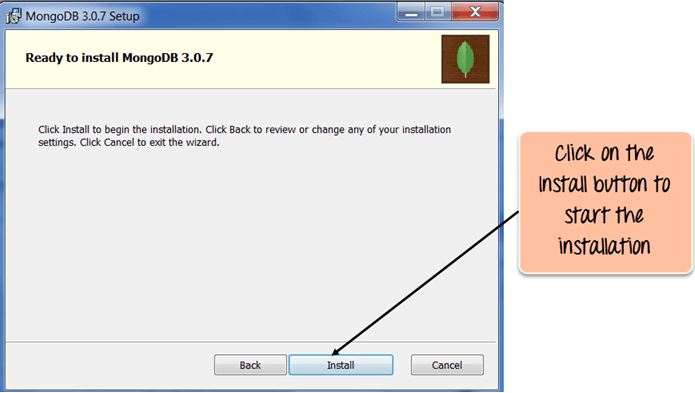 MongoDB 3.0.7 Setup
Ready to install MongoDB 3.0.7
Click Install to begin the installation. Click Back to review or change any of your installation
settings. Click Cancel to exit the wizard.
Click on the
Install button to
start the
installation
Back
Install
Cancel